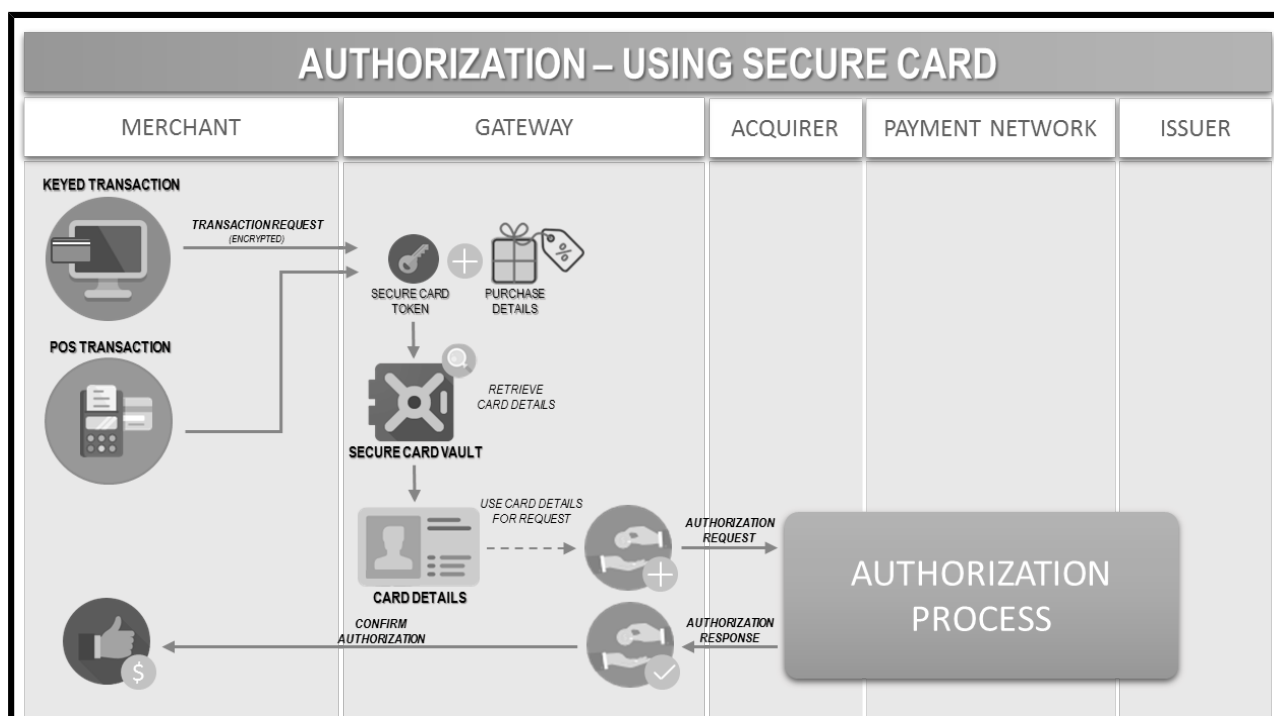 AUTHORIZATION – USING SECURE CARD
MERCHANT
GATEWAY
ACQUIRER
PAYMENT NETWORK
ISSUER
KEYED TRANSACTION
TRANSACTION REQUEST
(ENCRYPTED)
%
SECURE CARD
TOKEN
PURCHASE
DETAILS
POS TRANSACTION
RETRIEVE
CARD DETAILS
SECURE CARD VAULT
USE CARD DETAILS
FOR REQUEST
AUTHORIZATION
REQUEST
CARD DETAILS
AUTHORIZATION
PROCESS
CONFIRM
AUTHORIZATION
AUTHORIZATION
RESPONSE
$